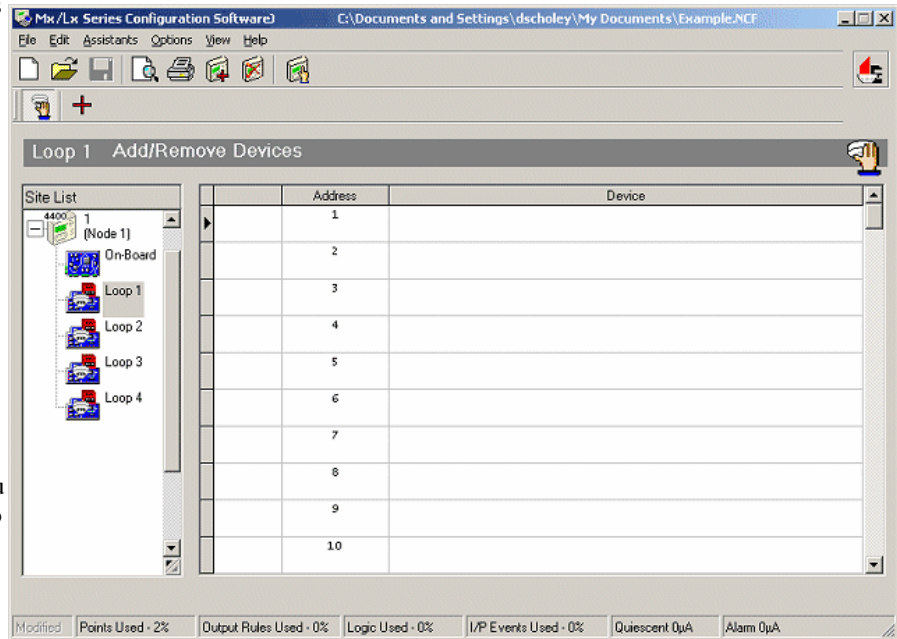 Mx/Lx Series Configuration Software) C:\Documents and Settings\dscholey\My Documents\Example.NCF
File Edit Assistants Options View Help
Loop 1 Add/Remove Devices
Site List
Address Device
4400
1
(Node 1)
On-Board
Loop 1
Loop 2
Loop 3
Loop 4
1
2
3
4
5
6
7
8
9
10
Modified Points Used - 2% Output Rules Used - 0% Logic Used - 0% I/P Events Used - 0% Quiescent 0µA Alarm 0µA